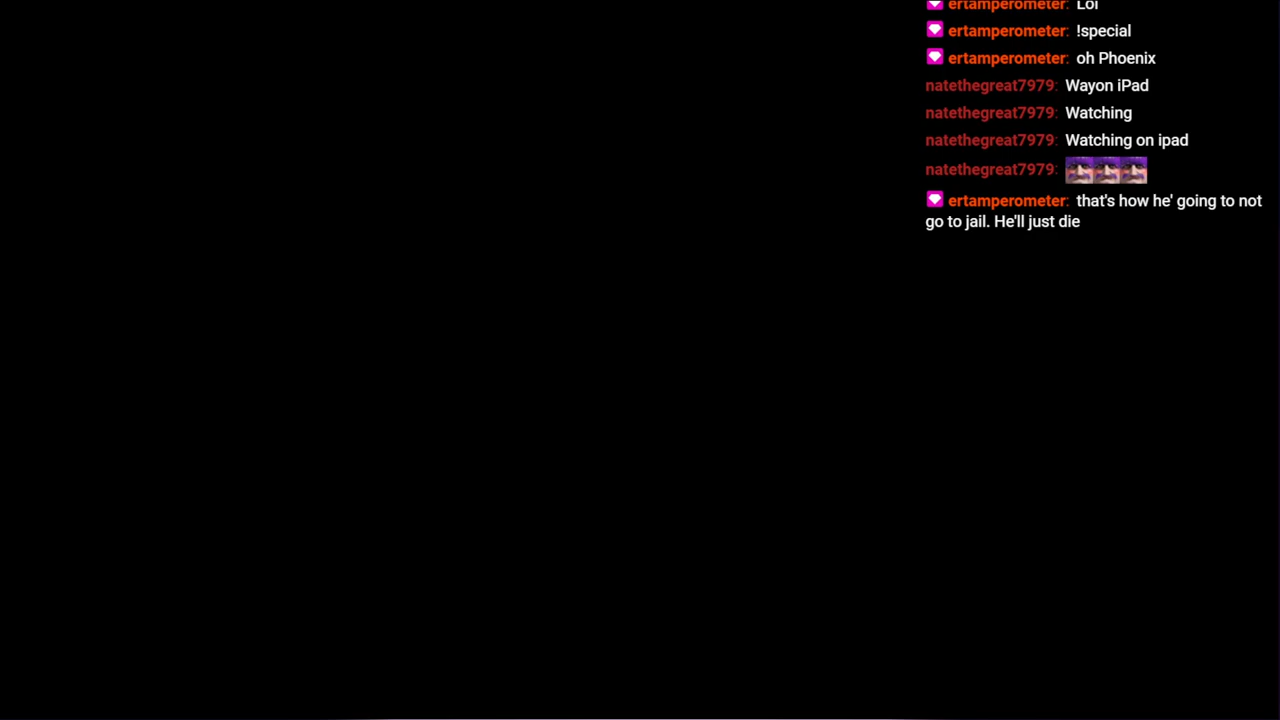 ertamperometer: Loi
ertamperometer: !special
ertamperometer: oh Phoenix
natethegreat7979: Wayon iPad
natethegreat7979: Watching
natethegreat7979: Watching on ipad
natethegreat7979:
ertamperometer: that's how he' going to not
go to jail. He'll just die